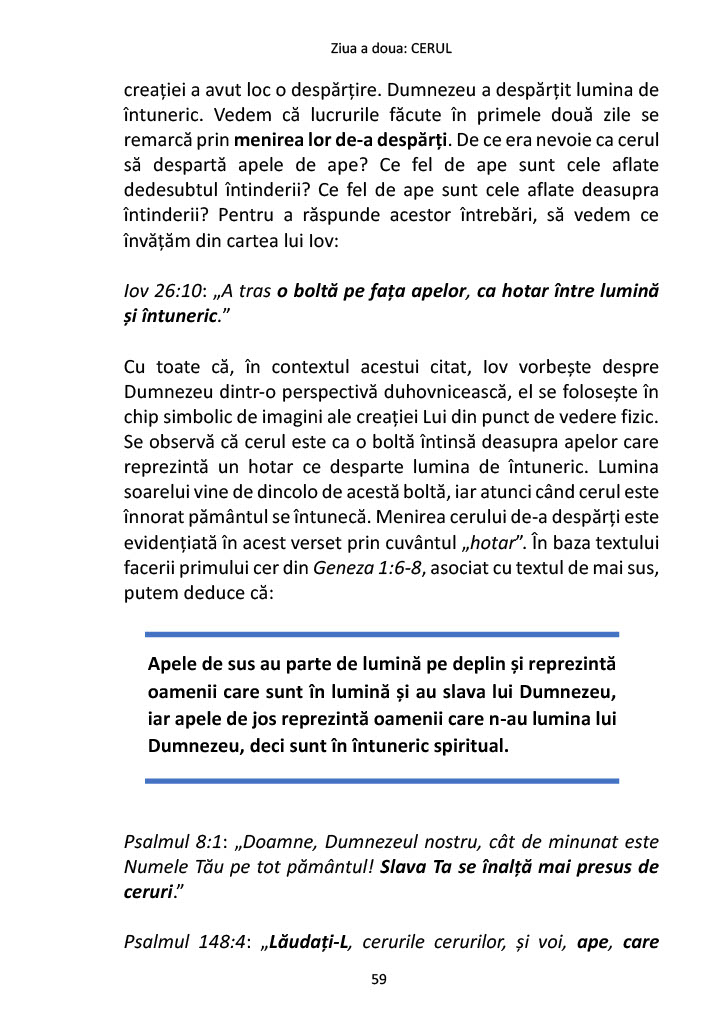 Ziua a doua: CERUL
creației a avut loc o despărțire. Dumnezeu a despărțit lumina de
întuneric. Vedem că lucrurile făcute în primele două zile se
remarcă prin menirea lor de-a despărți. De ce era nevoie ca cerul
să despartă apele de ape? Ce fel de ape sunt cele aflate
dedesubtul întinderii? Ce fel de ape sunt cele aflate deasupra
întinderii? Pentru a răspunde acestor întrebări, să vedem ce
învățăm din cartea lui Iov:
Iov 26:10: „A tras o boltă pe fața apelor, ca hotar între lumină
și întuneric.”
Cu toate că, în contextul acestui citat, Iov vorbește despre
Dumnezeu dintr-o perspectivă duhovnicească, el se folosește în
chip simbolic de imagini ale creației Lui din punct de vedere fizic.
Se observă că cerul este ca o boltă întinsă deasupra apelor care
reprezintă un hotar ce desparte lumina de întuneric. Lumina
soarelui vine de dincolo de acestă boltă, iar atunci când cerul este
înnorat pământul se întunecă. Menirea cerului de-a despărți este
evidențiată în acest verset prin cuvântul „hotar”. În baza textului
facerii primului cer din Geneza 1:6-8, asociat cu textul de mai sus,
putem deduce că:
Apele de sus au parte de lumină pe deplin și reprezintă
oamenii care sunt în lumină și au slava lui Dumnezeu,
iar apele de jos reprezintă oamenii care n-au lumina lui
Dumnezeu, deci sunt în întuneric spiritual.
Psalmul 8:1: „Doamne, Dumnezeul nostru, cât de minunat este
Numele Tău pe tot pământul! Slava Ta se înalță mai presus de
ceruri.”
Psalmul 148:4: „Lăudați-L, cerurile cerurilor, și voi, ape, care
59